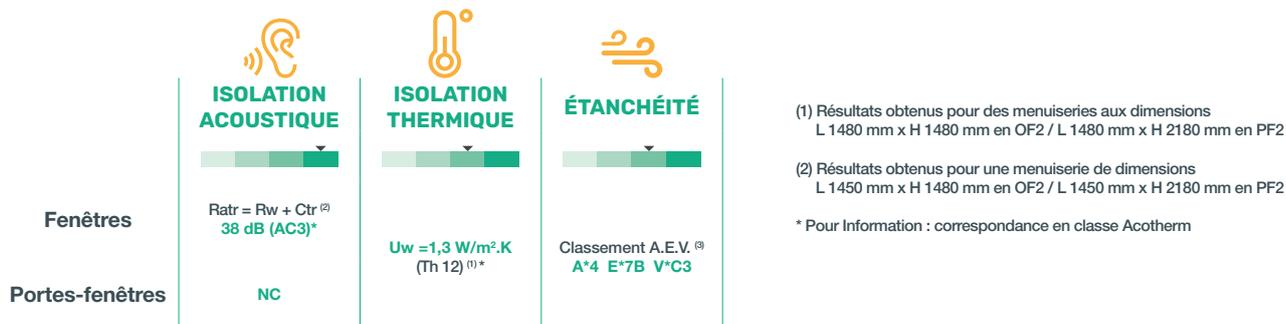 ISOLATION
ACOUSTIQUE
ISOLATION
THERMIQUE
ÉTANCHÉITÉ
Fenêtres
Ratr = Rw + Ctr (2)
38 dB (AC3)*
Uw =1,3 W/m².K
(Th 12) (1) *
Classement A.E.V. (3)
A*4 E*7B V*C3
Portes-fenêtres
NC
(1) Résultats obtenus pour des menuiseries aux dimensions
L 1480 mm x H 1480 mm en OF2 / L 1480 mm x H 2180 mm en PF2
(2) Résultats obtenus pour une menuiserie de dimensions
L 1450 mm x H 1480 mm en OF2 / L 1450 mm x H 2180 mm en PF2
* Pour Information : correspondance en classe Acotherm